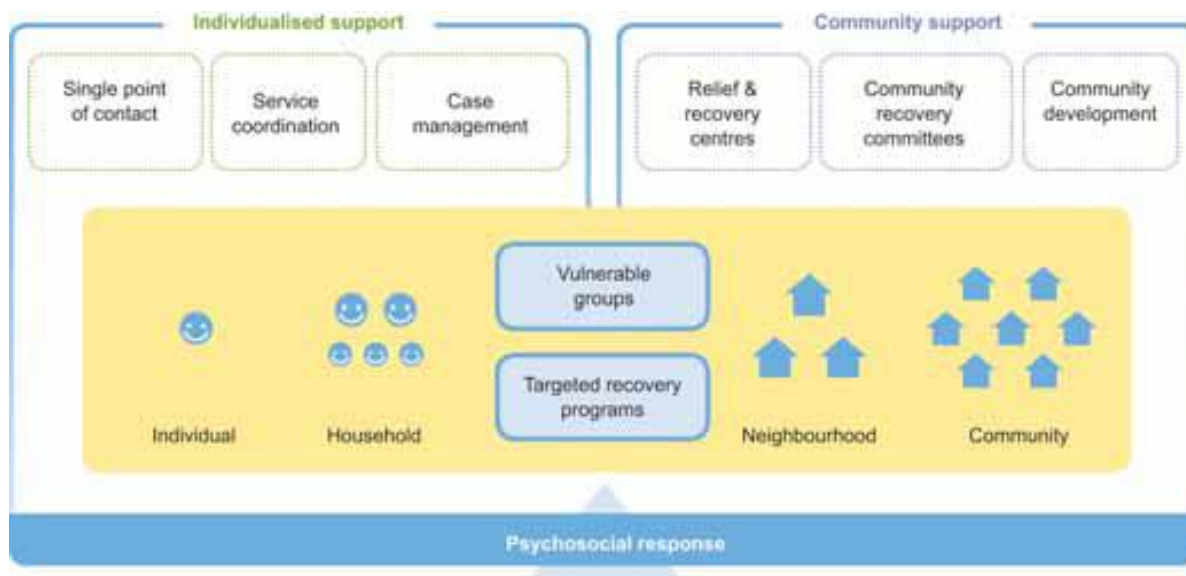 Individualised support
Community support
Single point
of contact
Service
coordination
Case
management
Relief &
recovery
centres
Community
recovery
committees
Community
development
Vulnerable
groups
Targeted recovery
programs
Individual
Household
Neighbourhood
Community
Psychosocial response